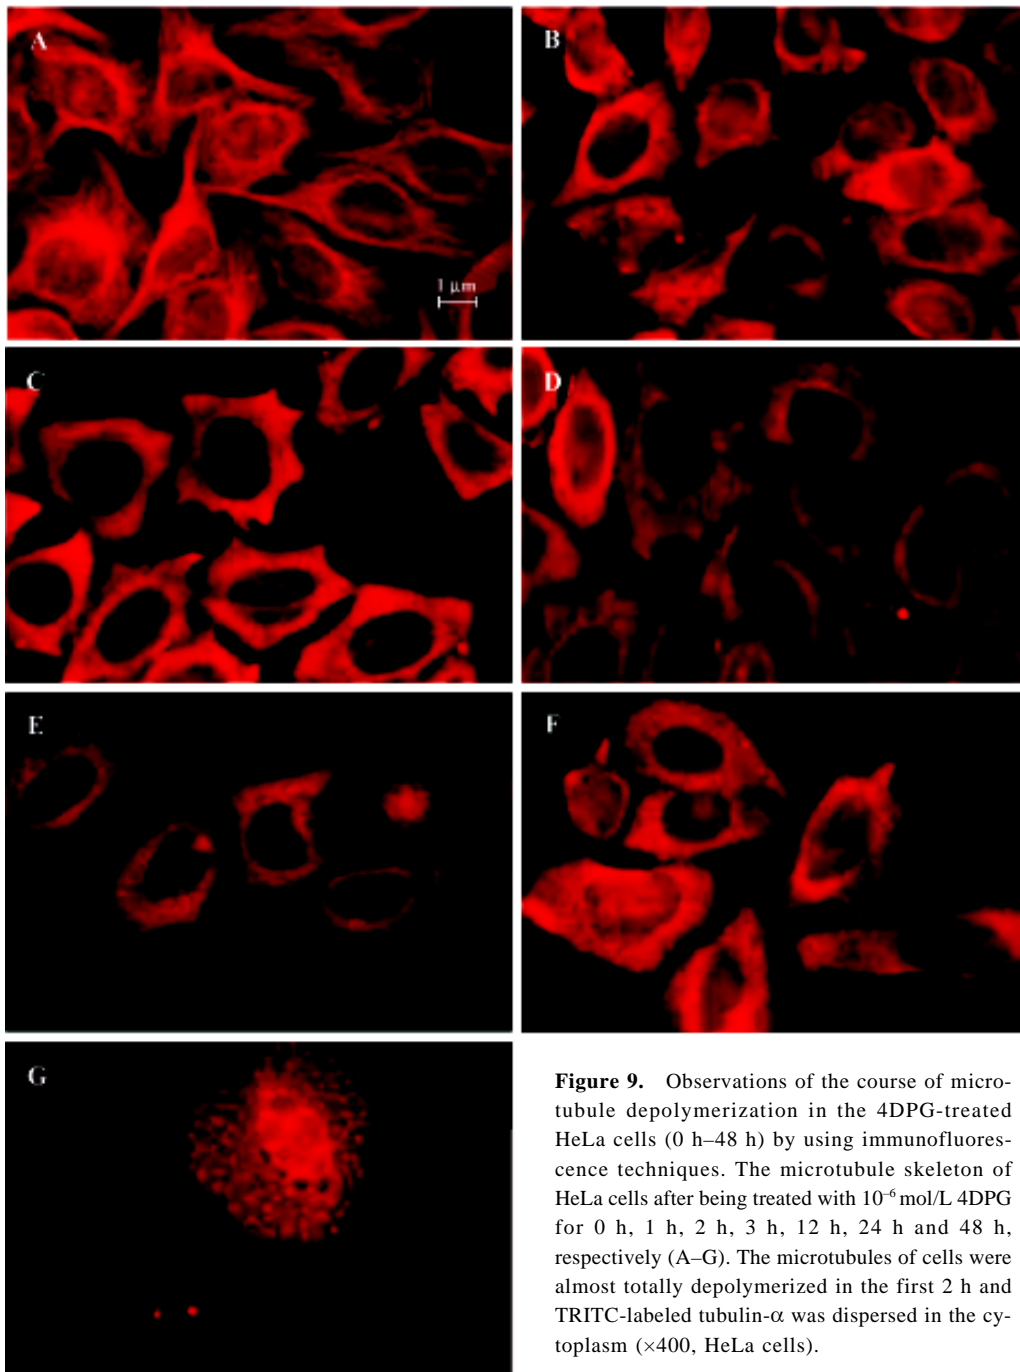 A
B
1 μm
C
D
E
F
G
Figure 9. Observations of the course of micro-
tubule depolymerization in the 4DPG-treated
HeLa cells (0 h–48 h) by using immunofluores-
cence techniques. The microtubule skeleton of
HeLa cells after being treated with 10⁻⁶ mol/L 4DPG
for 0 h, 1 h, 2 h, 3 h, 12 h, 24 h and 48 h,
respectively (A–G). The microtubules of cells were
almost totally depolymerized in the first 2 h and
TRITC-labeled tubulin-α was dispersed in the cy-
toplasm (×400, HeLa cells).